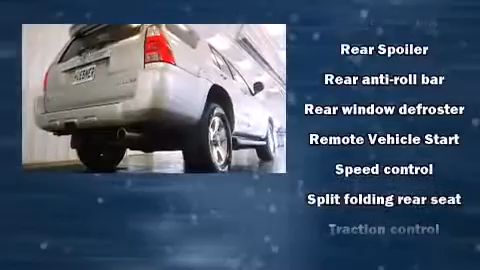 Rear Spoiler
Rear anti-roll bar
Rear window defroster
Remote Vehicle Start
Speed control
Split folding rear seat
Traction control